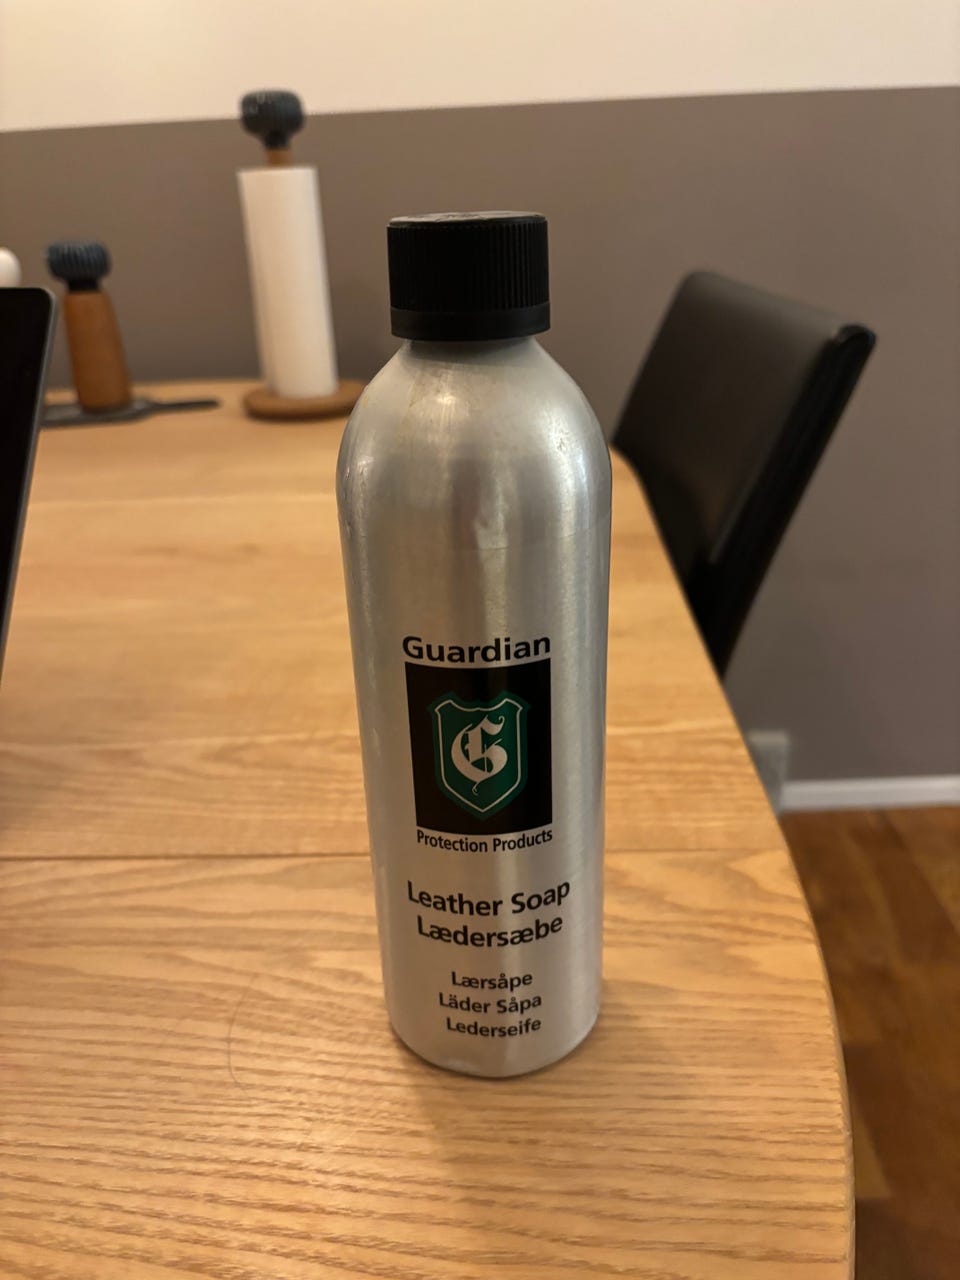 Guardian
G
Protection Products
Leather Soap
Lædersæbe
Lærsåpe
Läder Såpa
Lederseife